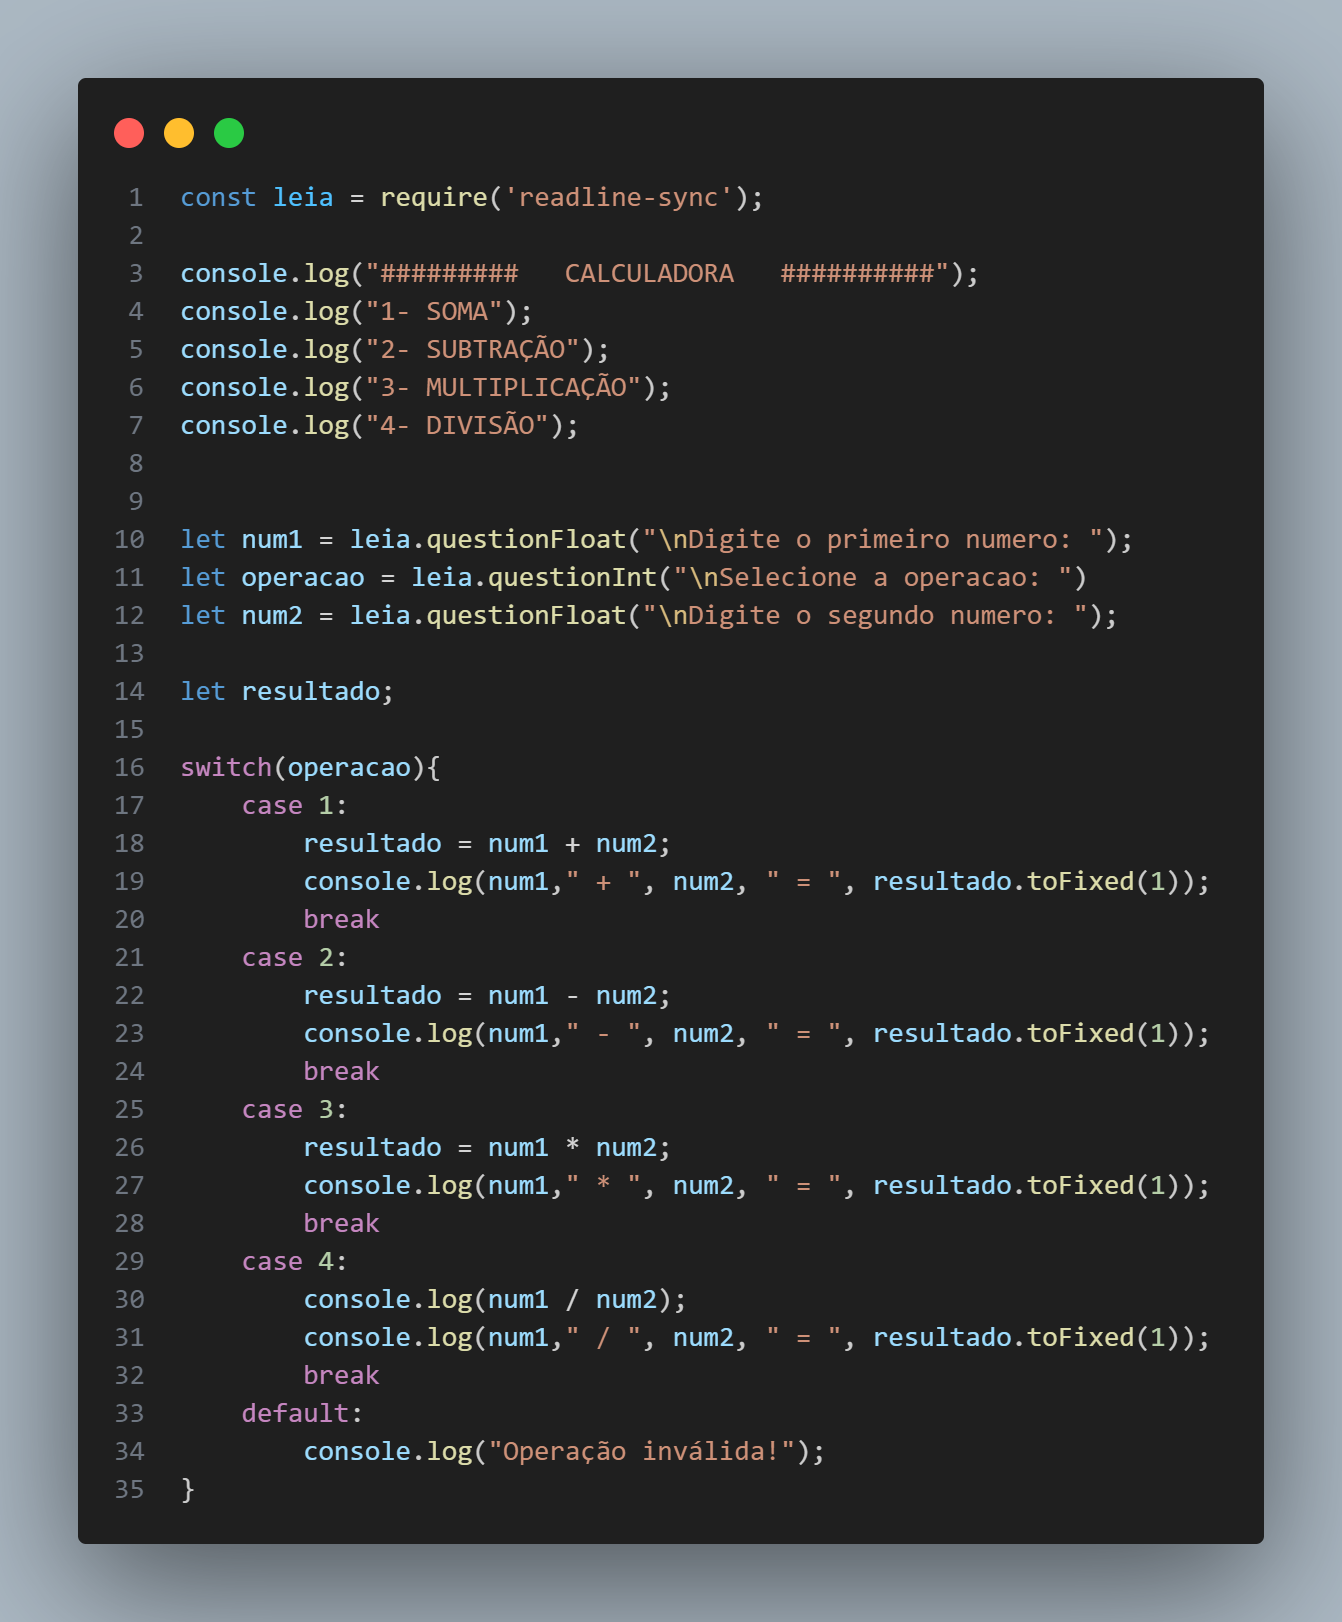 1 const leia = require('readline-sync');
2
3 console.log("#########   CALCULADORA   ##########");
4 console.log("1- SOMA");
5 console.log("2- SUBTRAÇÃO");
6 console.log("3- MULTIPLICAÇÃO");
7 console.log("4- DIVISÃO");
8
9
10 let num1 = leia.questionFloat("\nDigite o primeiro numero: ");
11 let operacao = leia.questionInt("\nSelecione a operacao: ")
12 let num2 = leia.questionFloat("\nDigite o segundo numero: ");
13
14 let resultado;
15
16 switch(operacao){
17     case 1:
18         resultado = num1 + num2;
19         console.log(num1," + ", num2, " = ", resultado.toFixed(1));
20         break
21     case 2:
22         resultado = num1 - num2;
23         console.log(num1," - ", num2, " = ", resultado.toFixed(1));
24         break
25     case 3:
26         resultado = num1 * num2;
27         console.log(num1," * ", num2, " = ", resultado.toFixed(1));
28         break
29     case 4:
30         console.log(num1 / num2);
31         console.log(num1," / ", num2, " = ", resultado.toFixed(1));
32         break
33     default:
34         console.log("Operação inválida!");
35 }